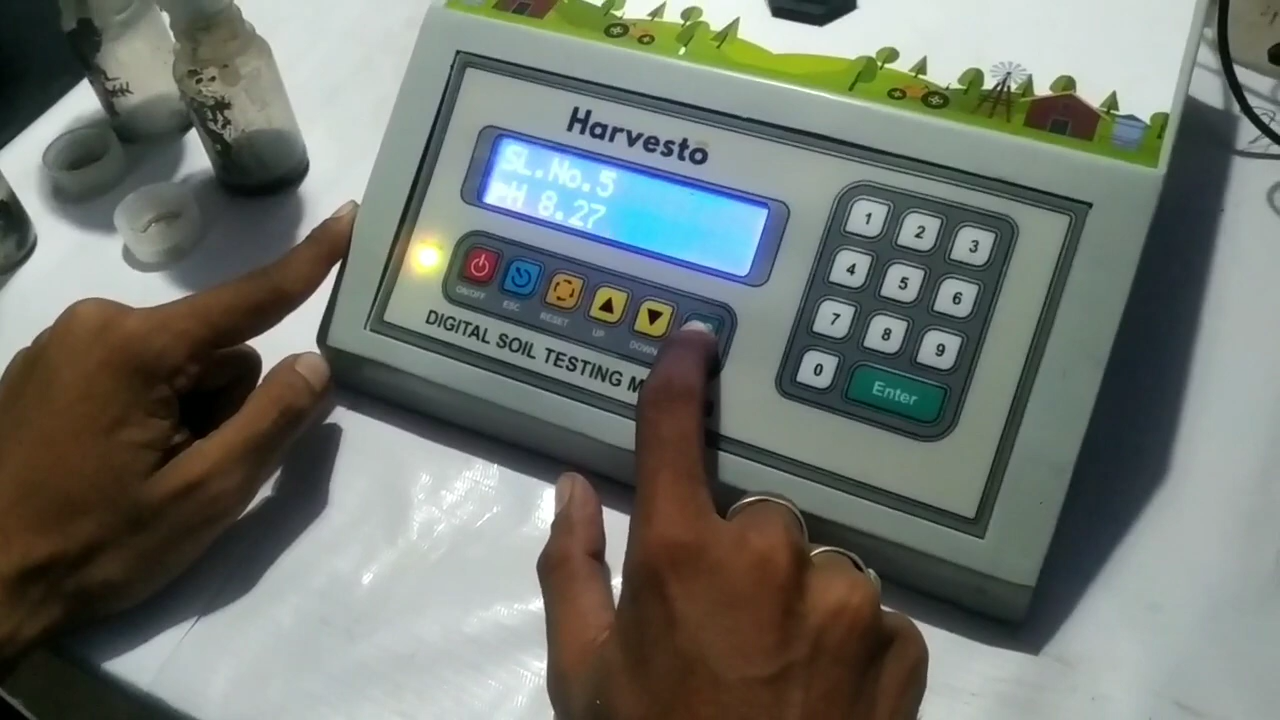 Harvesto
SL.No.5
pH 8.27
ON/OFF
ESC
RESET
UP
DOWN
DIGITAL SOIL TESTING M
1 2 3
4 5 6
7 8 9
0 Enter